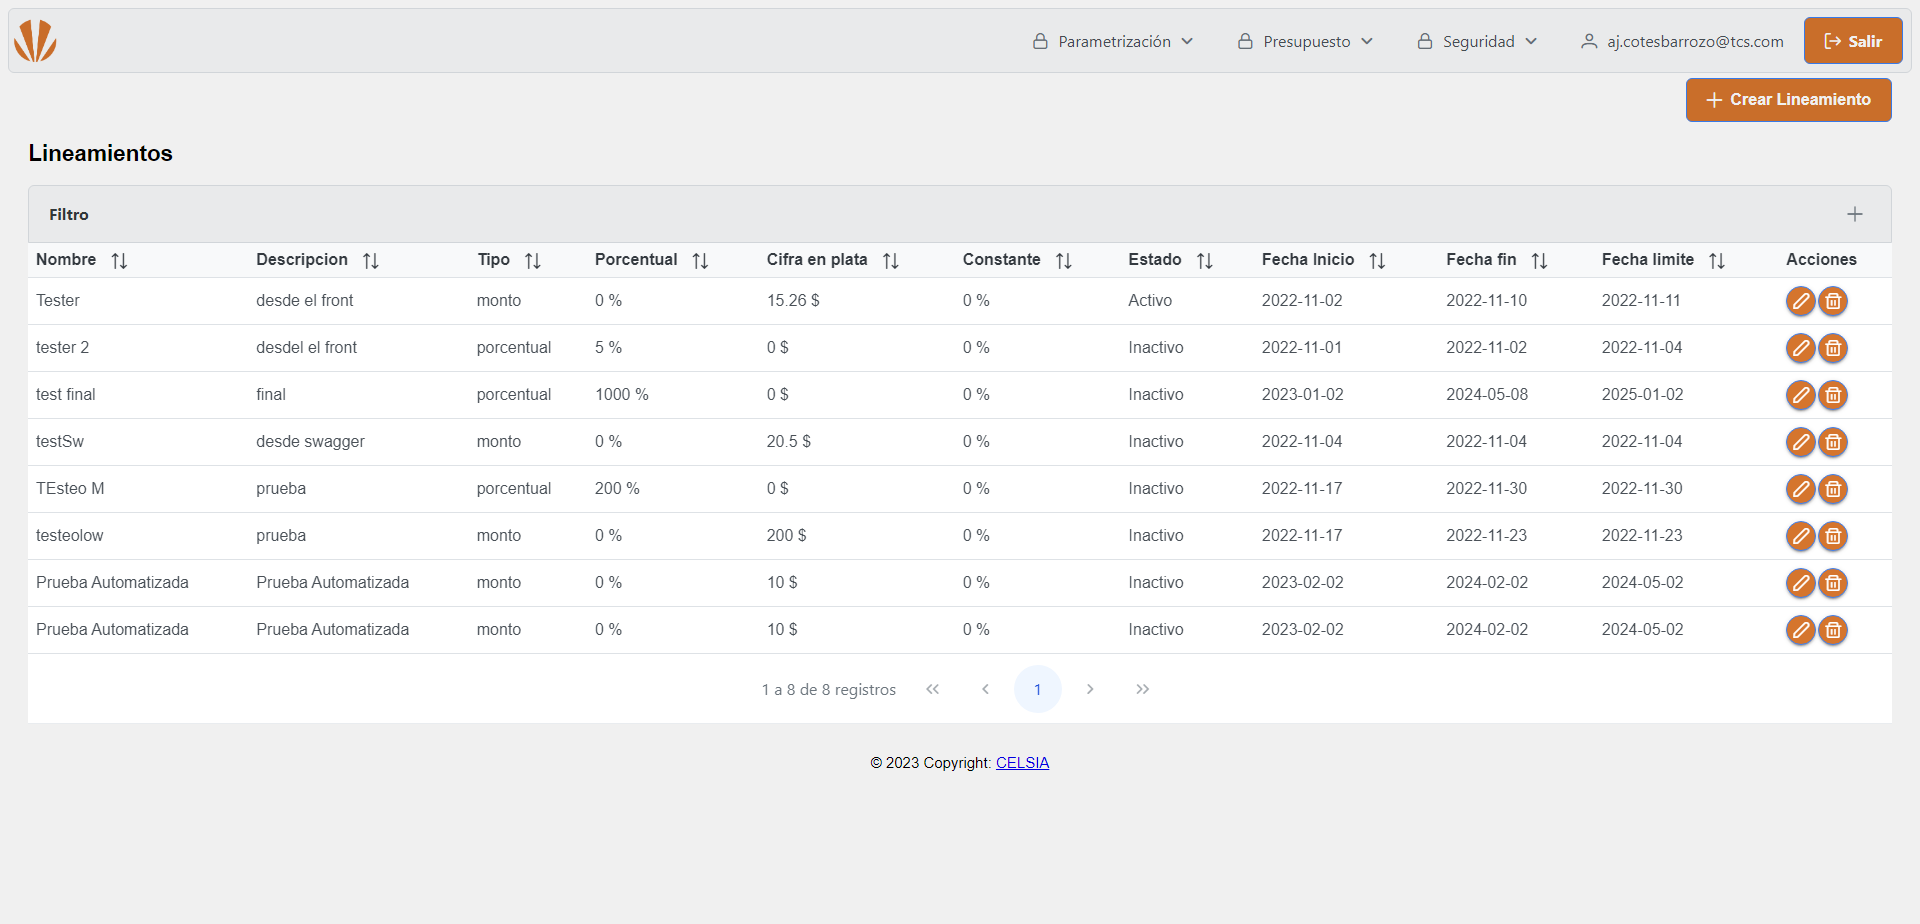 Parametrización Presupuesto Seguridad aj.cotesbarrozo@tcs.com Salir
Crear Lineamiento
Lineamientos
Filtro
Nombre Descripcion Tipo Porcentual Cifra en plata Constante Estado Fecha Inicio Fecha fin Fecha limite Acciones
Tester desde el front monto 0 % 15.26 $ 0 % Activo 2022-11-02 2022-11-10 2022-11-11
tester 2 desdel el front porcentual 5 % 0 $ 0 % Inactivo 2022-11-01 2022-11-02 2022-11-04
test final final porcentual 1000 % 0 $ 0 % Inactivo 2023-01-02 2024-05-08 2025-01-02
testSw desde swagger monto 0 % 20.5 $ 0 % Inactivo 2022-11-04 2022-11-04 2022-11-04
TEsteo M prueba porcentual 200 % 0 $ 0 % Inactivo 2022-11-17 2022-11-30 2022-11-30
testeolow prueba monto 0 % 200 $ 0 % Inactivo 2022-11-17 2022-11-23 2022-11-23
Prueba Automatizada Prueba Automatizada monto 0 % 10 $ 0 % Inactivo 2023-02-02 2024-02-02 2024-05-02
Prueba Automatizada Prueba Automatizada monto 0 % 10 $ 0 % Inactivo 2023-02-02 2024-02-02 2024-05-02
1 a 8 de 8 registros 1
© 2023 Copyright: CELSIA